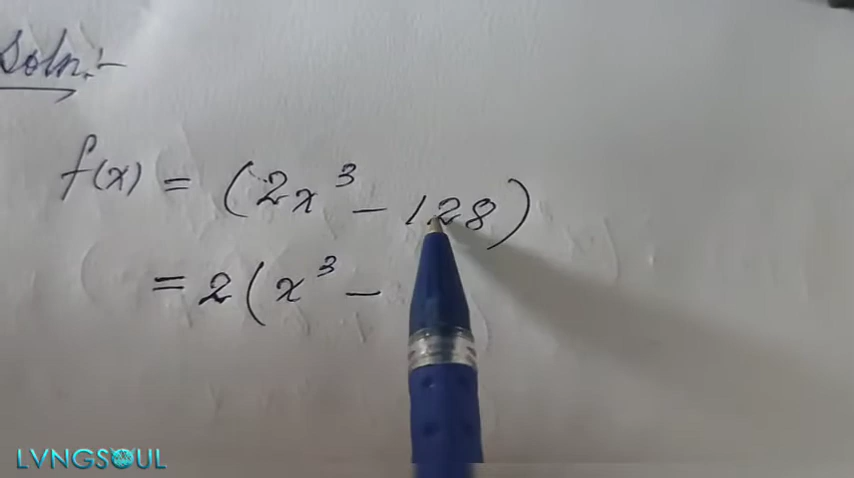 Soln:-
f(x) = (2x³ - 128)
= 2(x³ -
LVNGSOUL